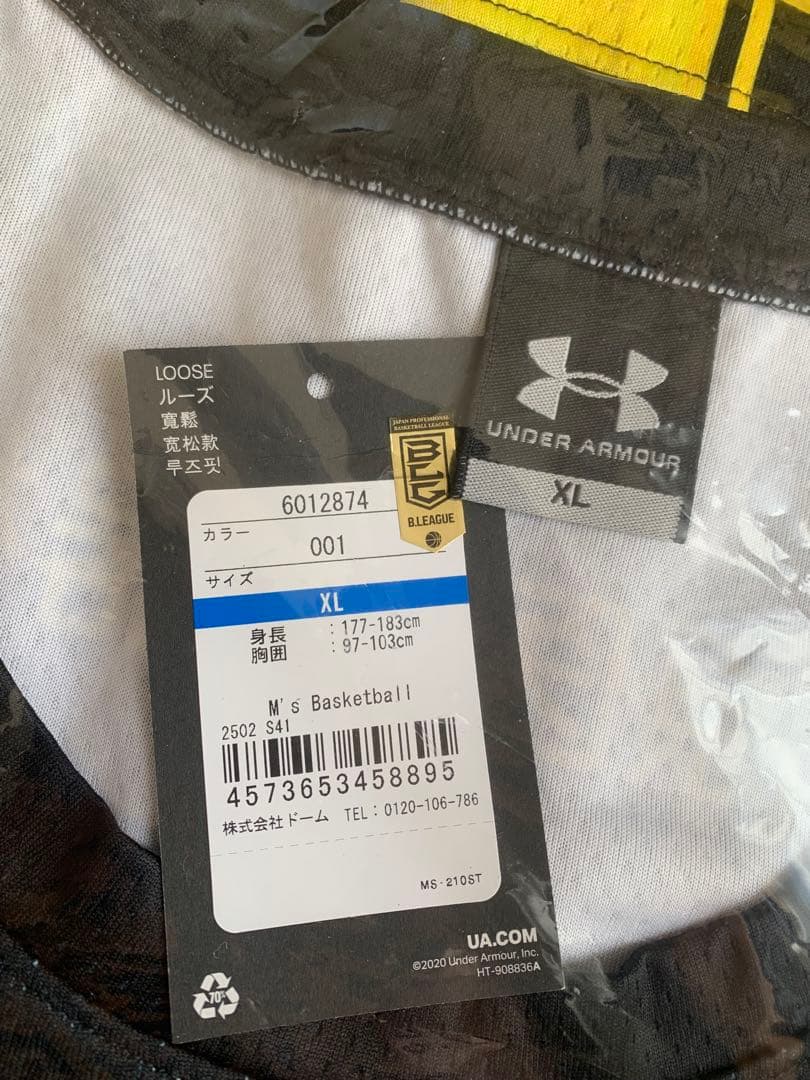 LOOSE
ルーズ
寬鬆
宽松款
루즈핏
6012874
カラー
001
サイズ
XL
身長 : 177-183cm
胸囲 : 97-103cm
M's Basketball
2502 S41
4573653458895
株式会社ドーム TEL : 0120-106-786
MS-210ST
UA.COM
©2020 Under Armour, Inc.
HT-908836A
70%
JAPAN PROFESSIONAL
BASKETBALL LEAGUE
B.LEAGUE
UNDER ARMOUR
XL